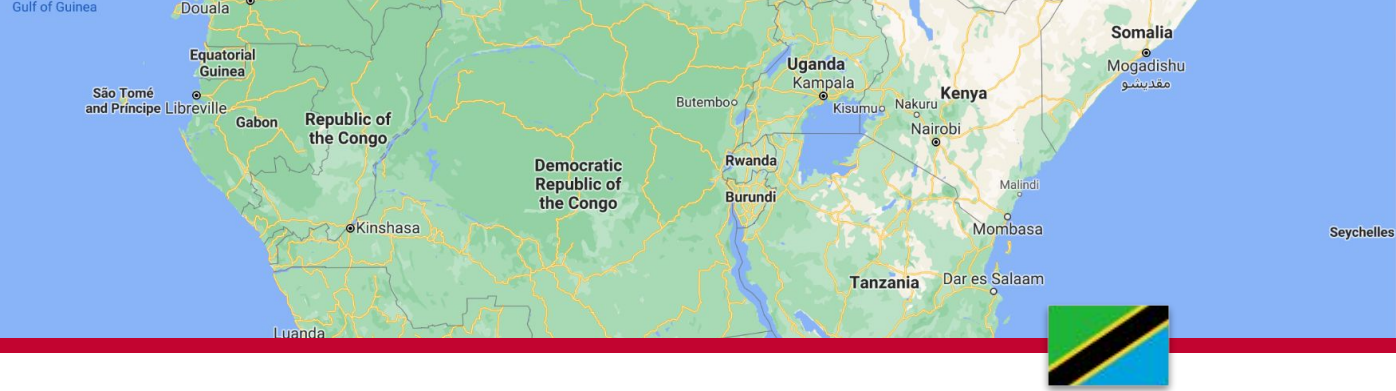 Gulf of Guinea
Douala
Equatorial
Guinea
São Tomé
and Príncipe
Libreville
Gabon
Republic of
the Congo
Democratic
Republic of
the Congo
Kinshasa
Luanda
Butembo
Uganda
Kampala
Kisumu
Nakuru
Kenya
Nairobi
Somalia
Mogadishu
مقديشو
Rwanda
Burundi
Malindi
Mombasa
Seychelles
Tanzania
Dar es Salaam